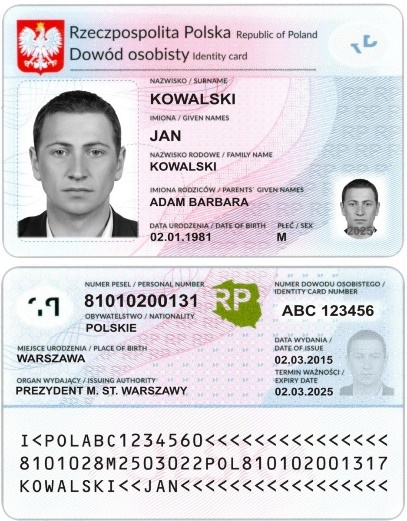 Rzeczpospolita Polska Republic of Poland
Dowód osobisty Identity card
NAZWISKO / SURNAME
KOWALSKI
IMIONA / GIVEN NAMES
JAN
NAZWISKO RODOWE / FAMILY NAME
KOWALSKI
IMIONA RODZICÓW / PARENTS' GIVEN NAMES
ADAM BARBARA
DATA URODZENIA / DATE OF BIRTH PŁEĆ / SEX
02.01.1981 M
2025
NUMER PESEL / PERSONAL NUMBER
81010200131
OBYWATELSTWO / NATIONALITY
POLSKIE
RP
NUMER DOWODU OSOBISTEGO /
IDENTITY CARD NUMBER
ABC 123456
MIEJSCE URODZENIA / PLACE OF BIRTH
WARSZAWA
DATA WYDANIA /
DATE OF ISSUE
02.03.2015
ORGAN WYDAJĄCY / ISSUING AUTHORITY
PREZYDENT M. ST. WARSZAWY
TERMIN WAŻNOŚCI /
EXPIRY DATE
02.03.2025
I<POLABC1234560<<<<<<<<<<<<<<<
8101028M2503022POL810102001317
KOWALSKI<<JAN<<<<<<<<<<<<<<<<<